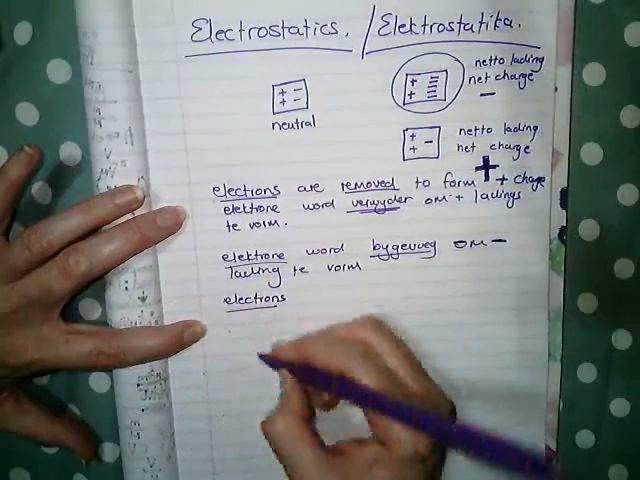 Electrostatics. / Elektrostatika.
+ -
+ -
neutral
+
+
netto lading
net charge
-
+ -
+
netto lading
net charge
+
electrons are removed to form + charge
elektrone word verwyder om + ladings
te vorm.
elektrone word bygevoeg om -
lading te vorm
electrons